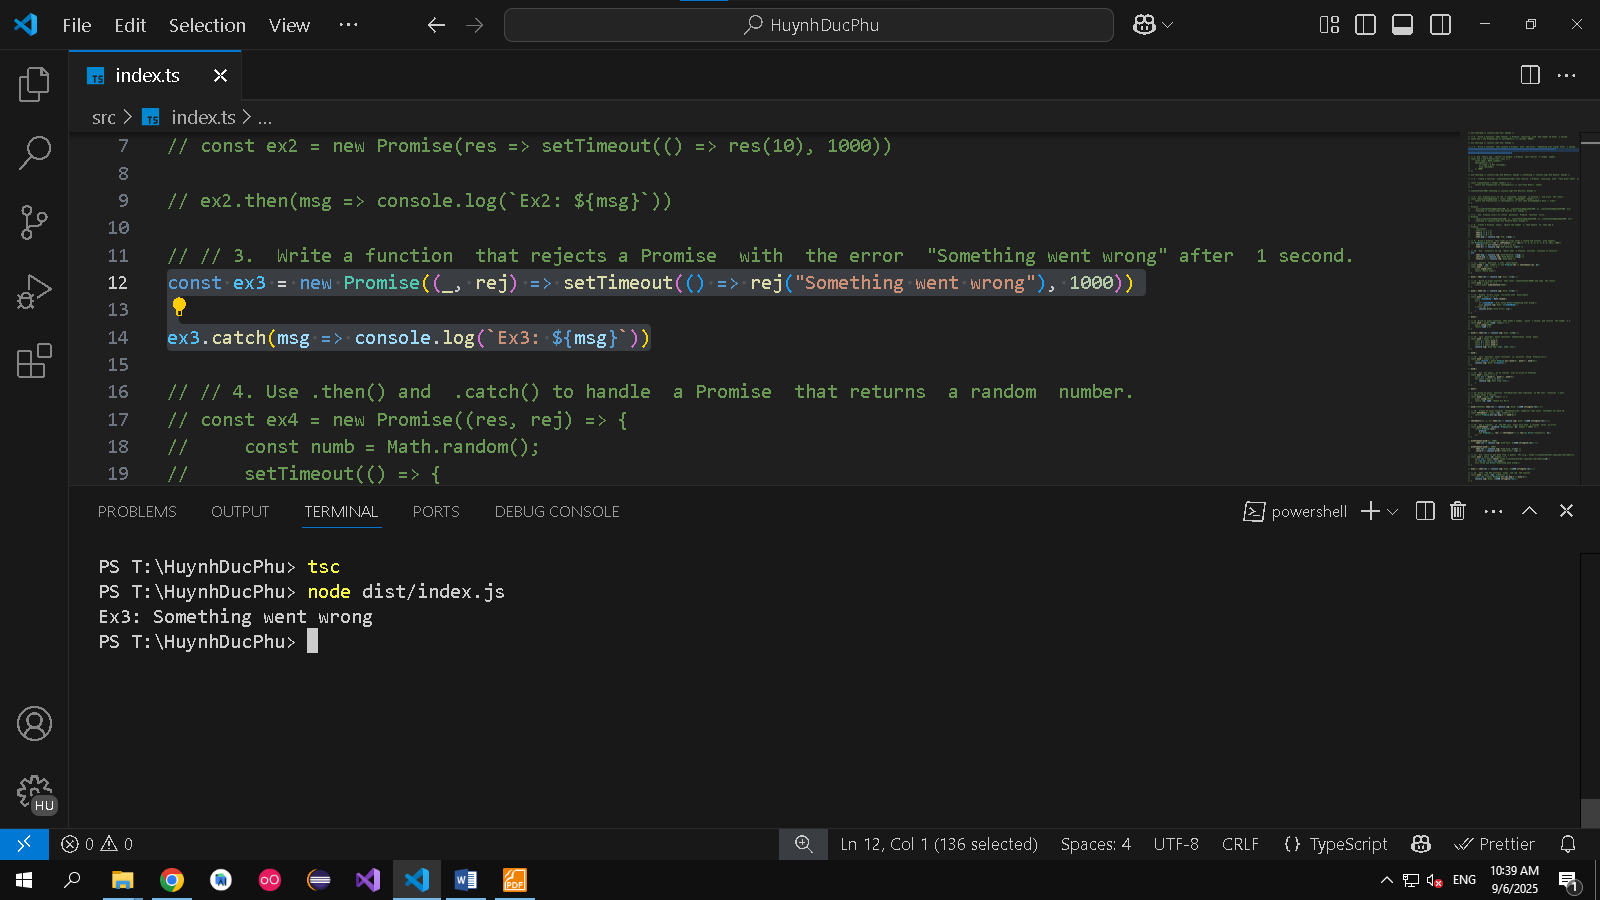 File Edit Selection View ···
HuynhDucPhu
TS index.ts
src > TS index.ts > ...
7 // const ex2 = new Promise(res => setTimeout(() => res(10), 1000))
8
9 // ex2.then(msg => console.log(`Ex2: ${msg}`))
10
11 // // 3.  Write a function  that rejects a Promise  with  the error  "Something went wrong" after  1 second.
12 const ex3 = new Promise((_, rej) => setTimeout(() => rej("Something went wrong"), 1000))
13
14 ex3.catch(msg => console.log(`Ex3: ${msg}`))
15
16 // // 4. Use .then() and  .catch() to handle  a Promise  that returns  a random  number.
17 // const ex4 = new Promise((res, rej) => {
18 //     const numb = Math.random();
19 //     setTimeout(() => {
PROBLEMS OUTPUT TERMINAL PORTS DEBUG CONSOLE
powershell
PS T:\HuynhDucPhu> tsc
PS T:\HuynhDucPhu> node dist/index.js
Ex3: Something went wrong
PS T:\HuynhDucPhu>
HU
0 0
Ln 12, Col 1 (136 selected) Spaces: 4 UTF-8 CRLF {} TypeScript Prettier
ENG
10:39 AM
9/6/2025
1